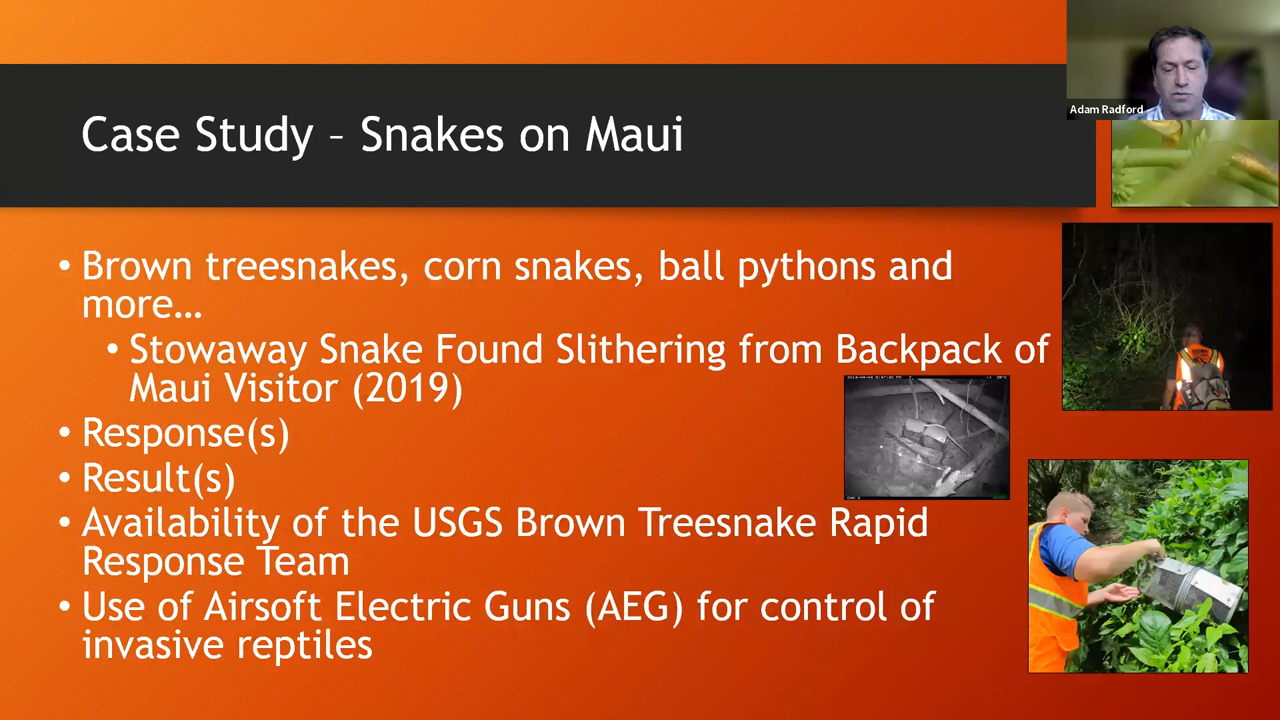 Adam Radford
Case Study – Snakes on Maui
• Brown treesnakes, corn snakes, ball pythons and
more…
• Stowaway Snake Found Slithering from Backpack of
Maui Visitor (2019)
• Response(s)
• Result(s)
• Availability of the USGS Brown Treesnake Rapid
Response Team
• Use of Airsoft Electric Guns (AEG) for control of
invasive reptiles